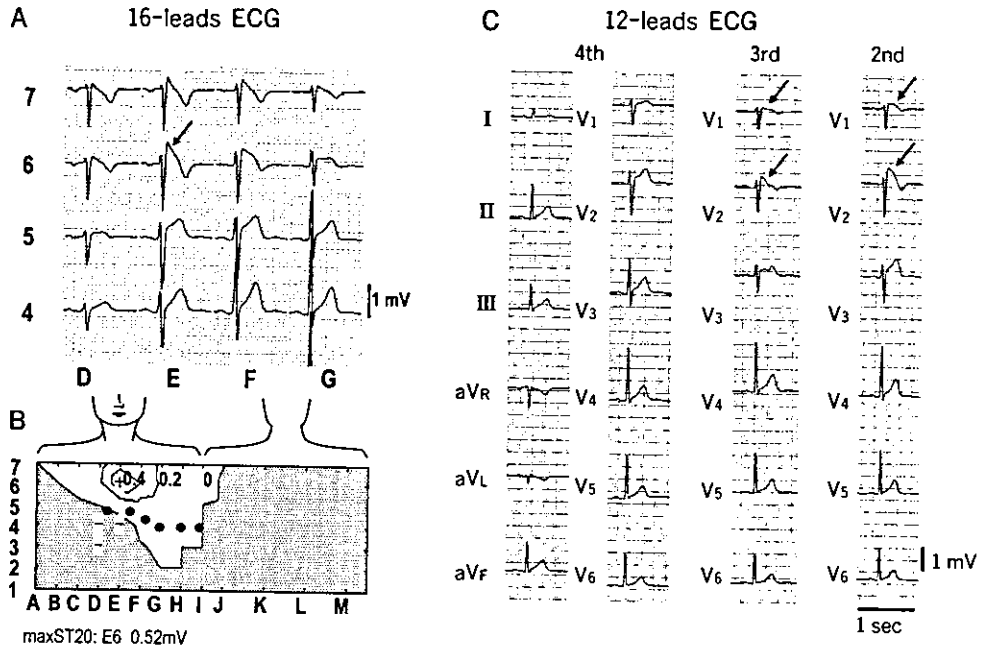 A 16-leads ECG
7
6
5
4
1 mV
D E F G
B
7
6
5
4
3
2
1
0.4 0.2 0
A B C D E F G H I J K L M
maxST20: E6 0.52mV
C 12-leads ECG
4th 3rd 2nd
I V1 V1 V1
II V2 V2 V2
III V3 V3 V3
aVR V4 V4 V4
aVL V5 V5 V5
aVF V6 V6 V6
1 mV
1 sec